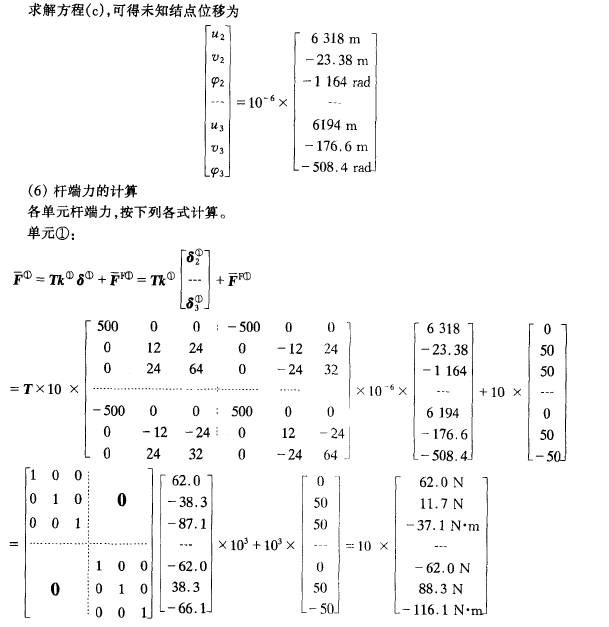 求解方程(c),可得未知结点位移为
[u₂ v₂ φ₂ --- u₃ v₃ φ₃] = 10⁻⁶ × [6 318 m −23.38 m −1 164 rad --- 6194 m −176.6 m −508.4 rad]
(6) 杆端力的计算
各单元杆端力,按下列各式计算。
单元①:
F̄^① = Tk^① δ^① + F̄^F① = Tk^① [δ₂^① --- δ₃^①] + F̄^F①
= T × 10 ×
500 0 0 ⋮ −500 0 0
0 12 24 0 −12 24
0 24 64 0 −24 32
−500 0 0 ⋮ 500 0 0
0 −12 −24 ⋮ 0 12 −24
0 24 32 0 −24 64
× 10⁻⁶ × [6 318 −23.38 −1 164 --- 6 194 −176.6 −508.4] + 10 × [0 50 50 --- 0 50 −50]
=
1 0 0
0 1 0 0
0 0 1
1 0 0
0 0 1 0
0 0 1
[62.0 −38.3 −87.1 --- −62.0 38.3 −66.1] × 10³ + 10³ × [0 50 50 --- 0 50 −50] = 10 × [62.0 N 11.7 N −37.1 N·m --- −62.0 N 88.3 N −116.1 N·m]